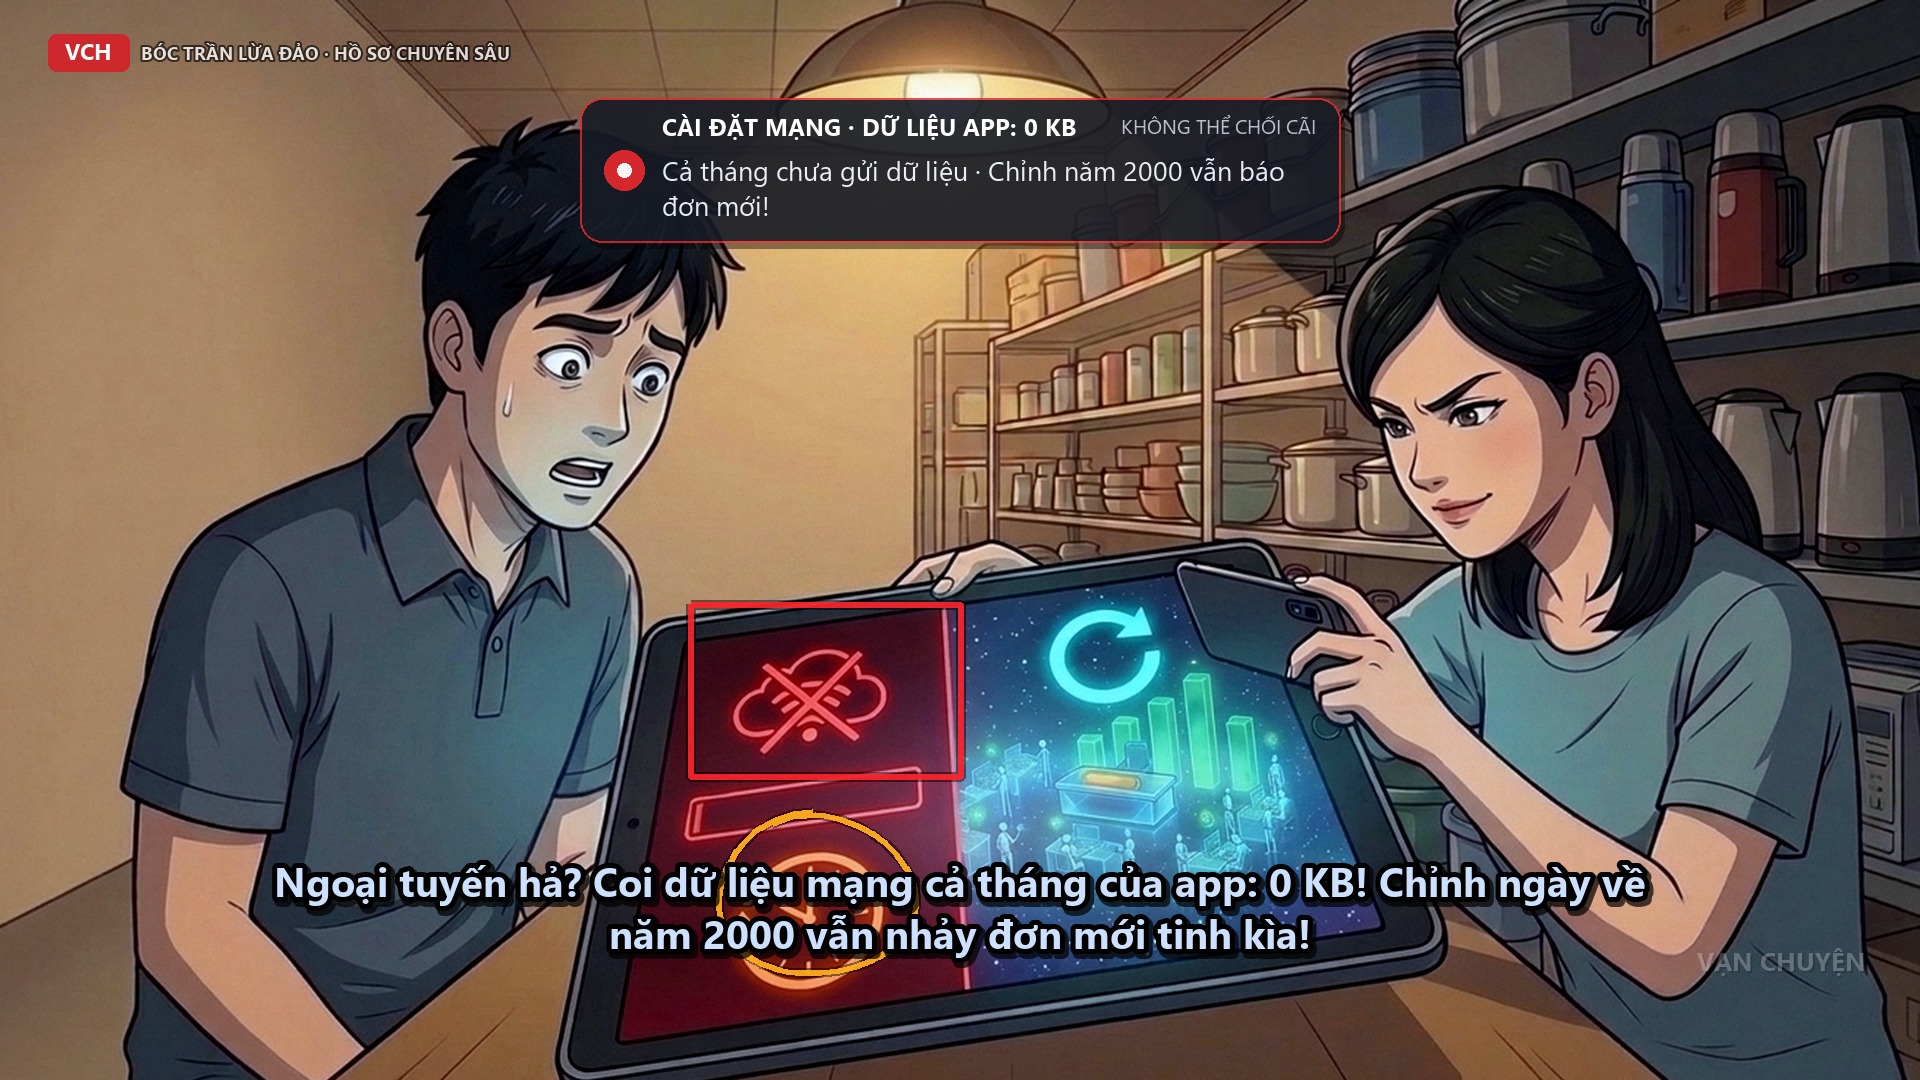 VCH BÓC TRẦN LỪA ĐẢO · HỒ SƠ CHUYÊN SÂU
CÀI ĐẶT MẠNG · DỮ LIỆU APP: 0 KB KHÔNG THỂ CHỐI CÃI
Cả tháng chưa gửi dữ liệu · Chỉnh năm 2000 vẫn báo
đơn mới!
Ngoại tuyến hả? Coi dữ liệu mạng cả tháng của app: 0 KB! Chỉnh ngày về
năm 2000 vẫn nhảy đơn mới tinh kìa!
VẠN CHUYỆN